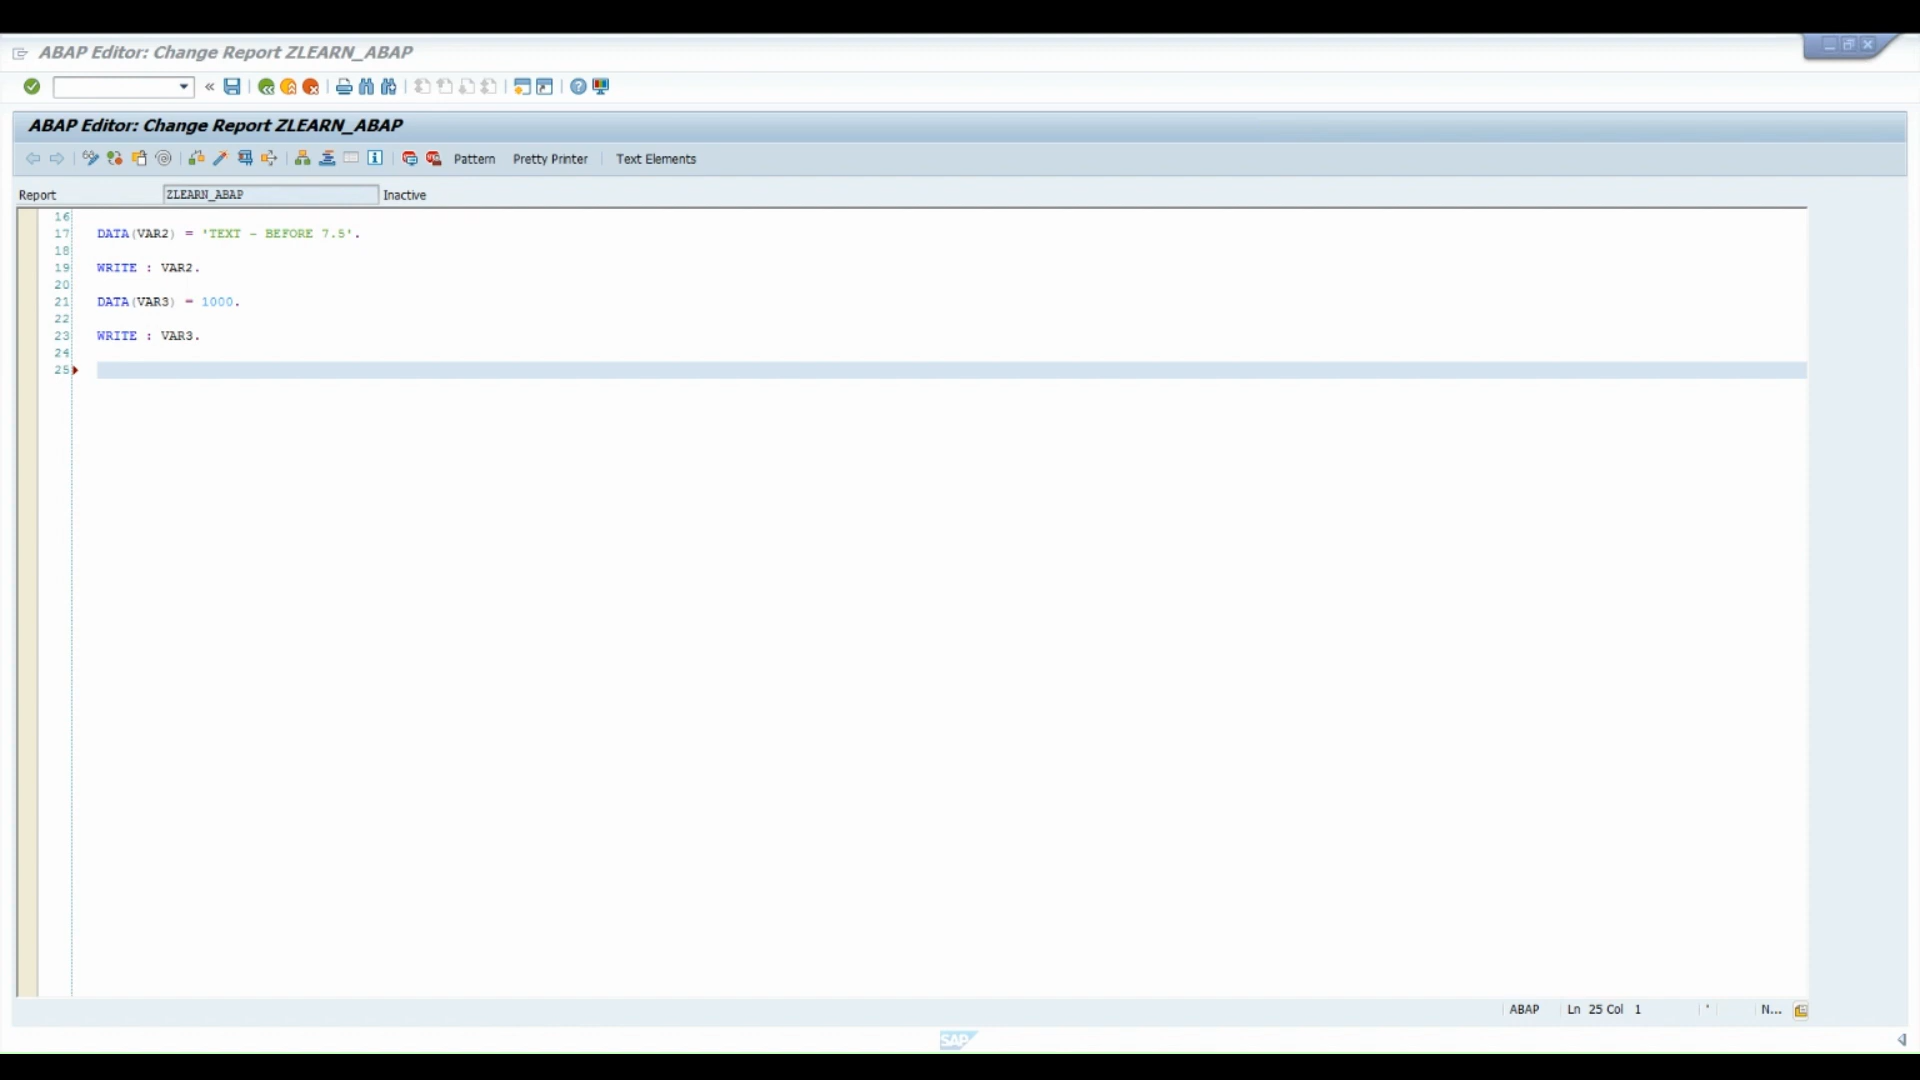 ABAP Editor: Change Report ZLEARN_ABAP
ABAP Editor: Change Report ZLEARN_ABAP
Pattern Pretty Printer Text Elements
Report ZLEARN_ABAP Inactive
16
17 DATA(VAR2) = 'TEXT - BEFORE 7.5'.
18
19 WRITE : VAR2.
20
21 DATA(VAR3) = 1000.
22
23 WRITE : VAR3.
24
25
ABAP Ln 25 Col 1 N...
SAP